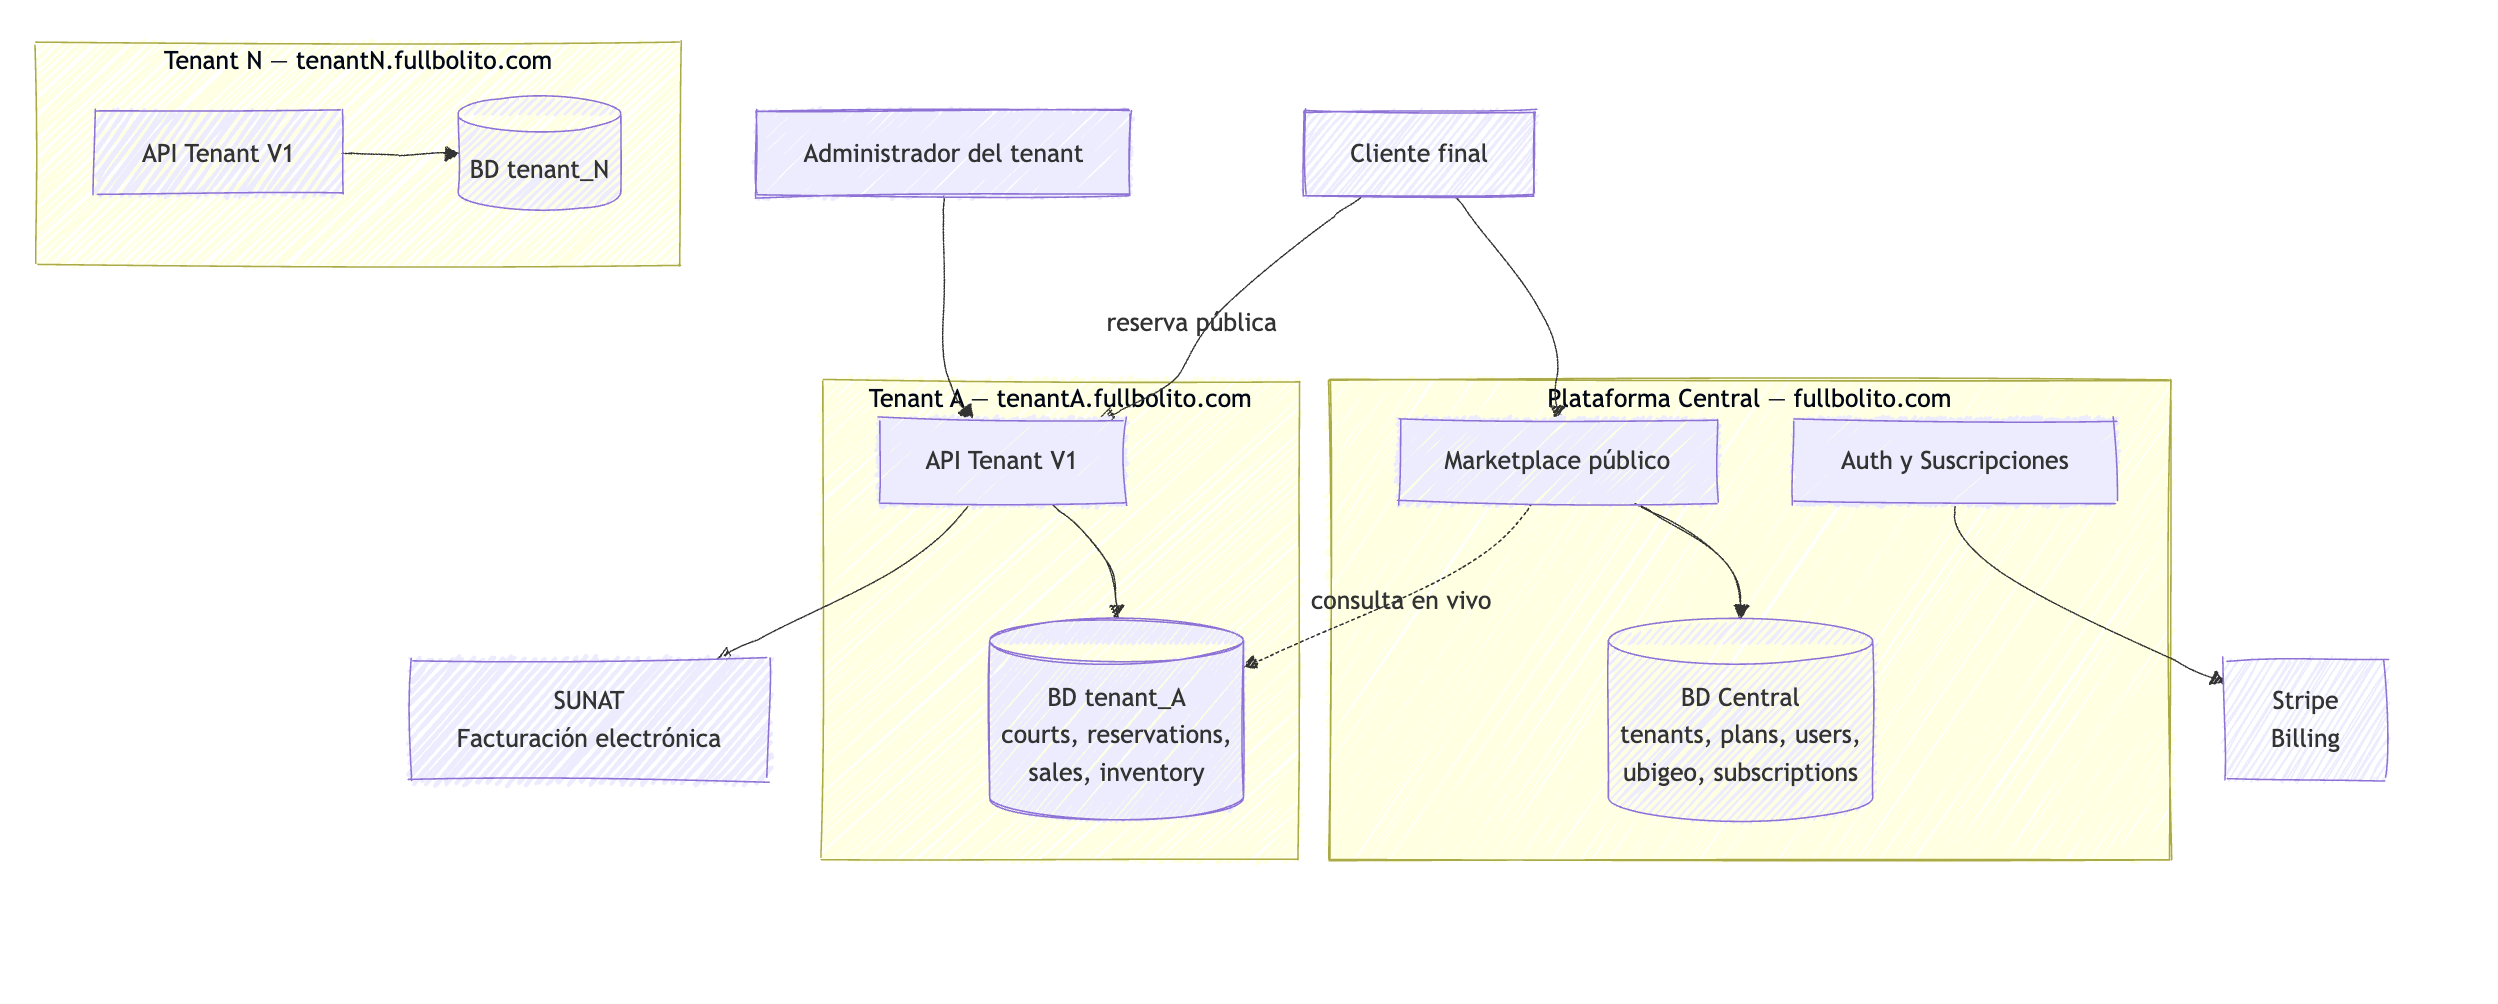 Tenant N — tenantN.fullbolito.com
API Tenant V1
BD tenant_N
Administrador del tenant
Cliente final
reserva pública
Tenant A — tenantA.fullbolito.com
API Tenant V1
Plataforma Central — fullbolito.com
Marketplace público
Auth y Suscripciones
consulta en vivo
SUNAT
Facturación electrónica
BD tenant_A
courts, reservations,
sales, inventory
BD Central
tenants, plans, users,
ubigeo, subscriptions
Stripe
Billing